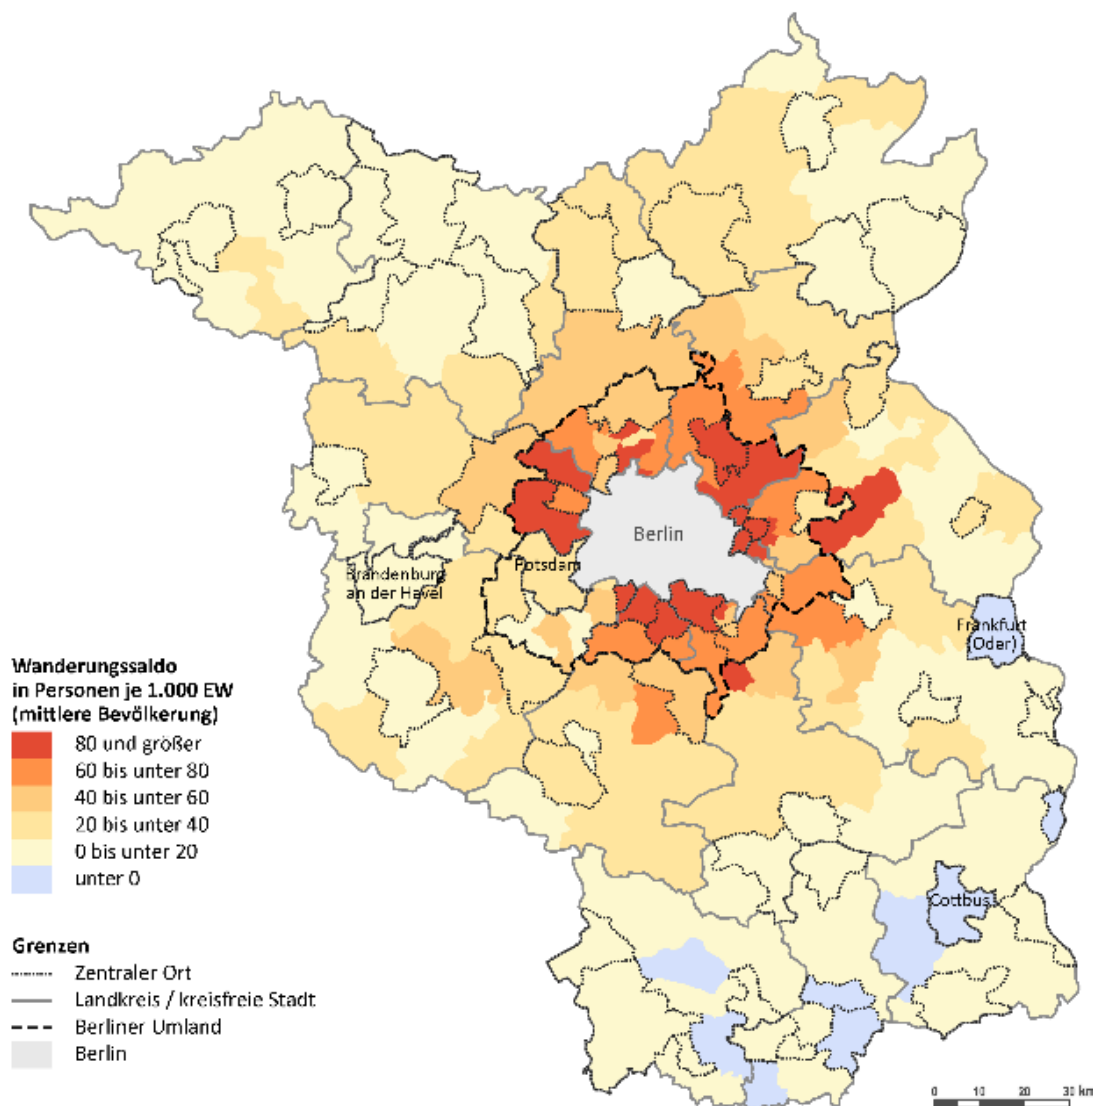 Berlin
Potsdam
Brandenburg
an der Havel
Frankfurt
(Oder)
Cottbus
Wanderungssaldo
in Personen je 1.000 EW
(mittlere Bevölkerung)
80 und größer
60 bis unter 80
40 bis unter 60
20 bis unter 40
0 bis unter 20
unter 0
Grenzen
Zentraler Ort
Landkreis / kreisfreie Stadt
Berliner Umland
Berlin
0 10 20 30 km